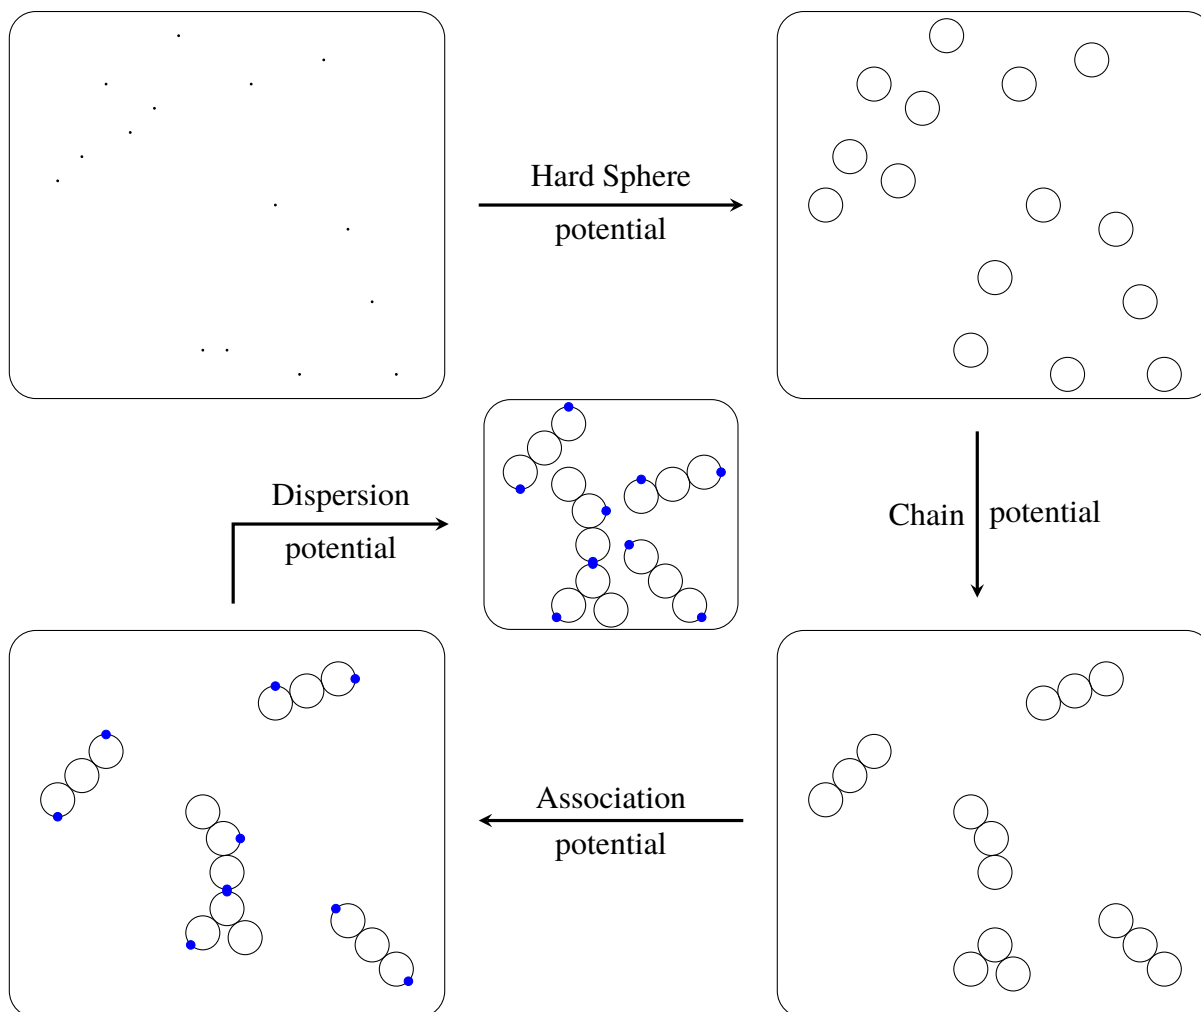 Hard Sphere
potential
Dispersion
potential
Chain potential
Association
potential